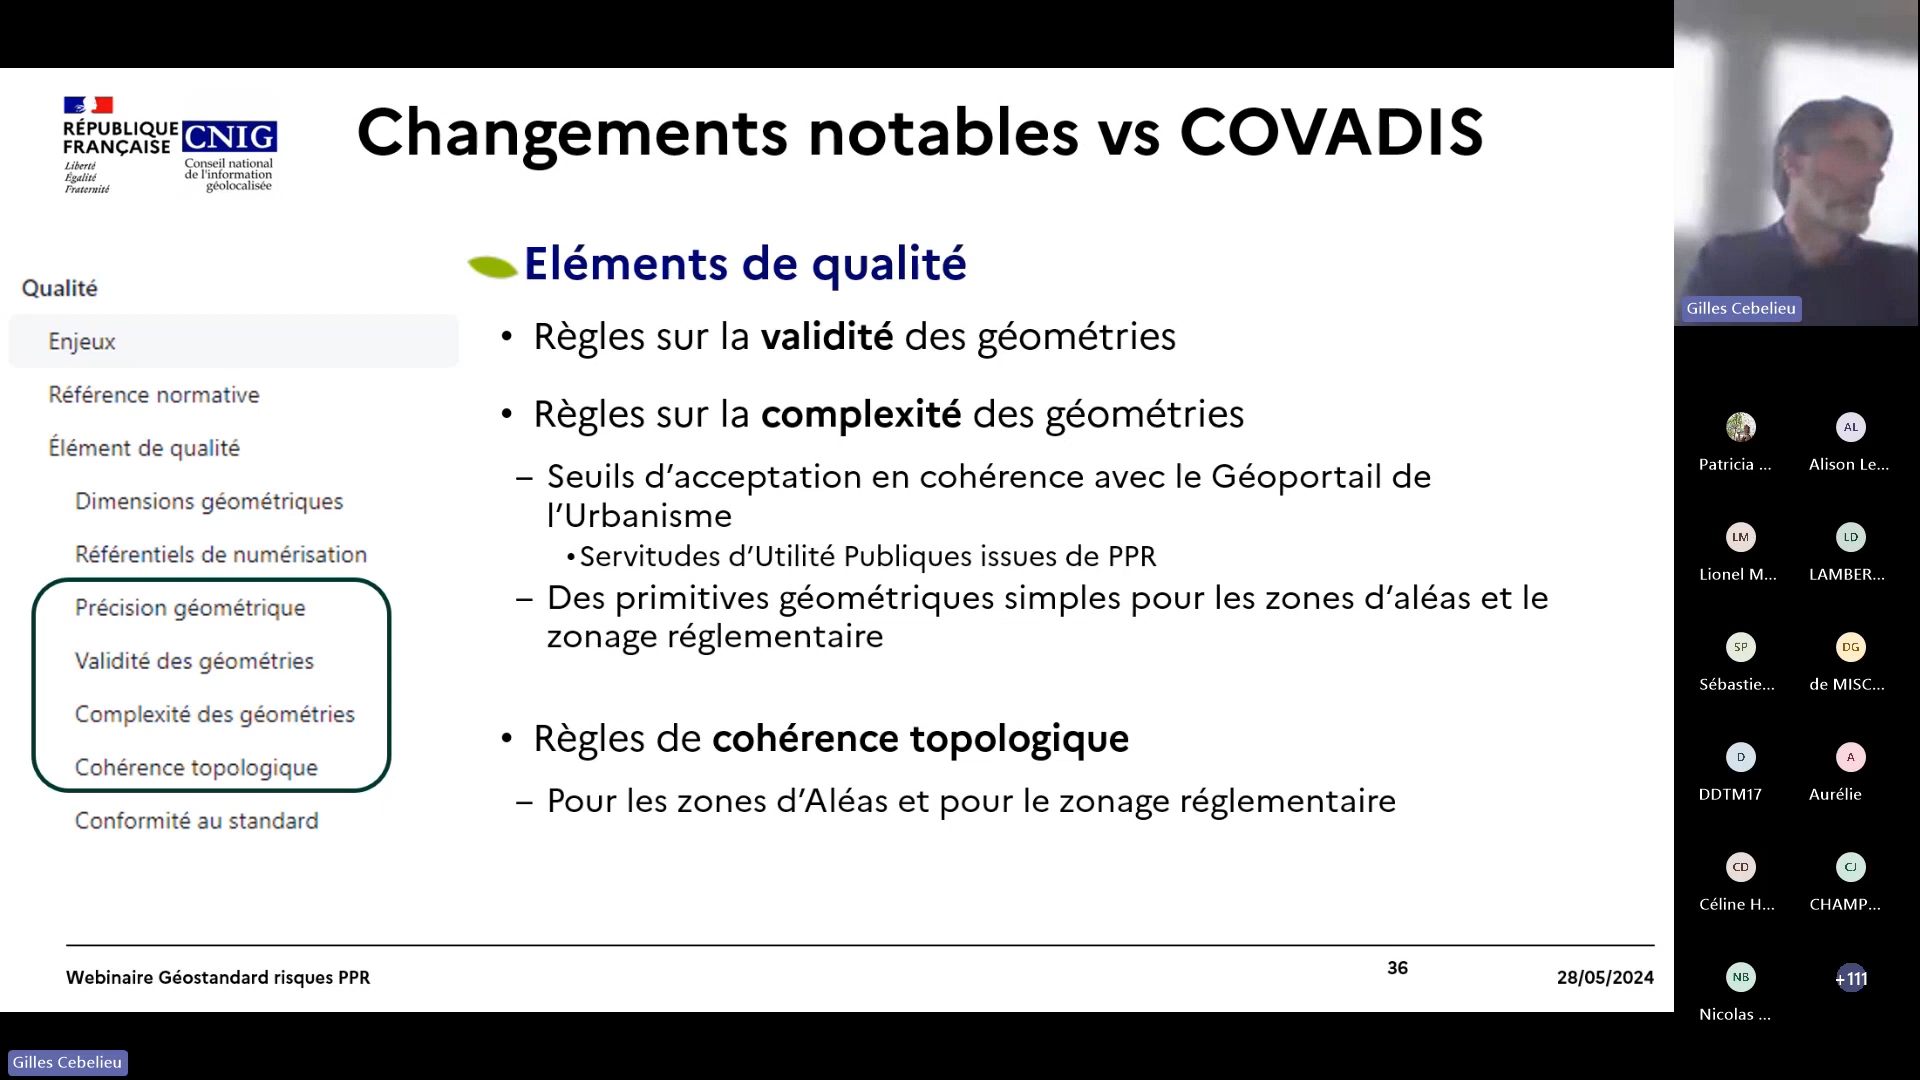 RÉPUBLIQUE
FRANÇAISE
Liberté
Égalité
Fraternité
CNIG
Conseil national
de l'information
géolocalisée
Changements notables vs COVADIS
Qualité
Enjeux
Référence normative
Élément de qualité
Dimensions géométriques
Référentiels de numérisation
Précision géométrique
Validité des géométries
Complexité des géométries
Cohérence topologique
Conformité au standard
Eléments de qualité
• Règles sur la validité des géométries
• Règles sur la complexité des géométries
– Seuils d’acceptation en cohérence avec le Géoportail de
l’Urbanisme
• Servitudes d’Utilité Publiques issues de PPR
– Des primitives géométriques simples pour les zones d’aléas et le
zonage réglementaire
• Règles de cohérence topologique
– Pour les zones d’Aléas et pour le zonage réglementaire
Webinaire Géostandard risques PPR
36
28/05/2024
Gilles Cebelieu
AL
Patricia ...
Alison Le...
LM
LD
Lionel M...
LAMBER...
SP
DG
Sébastie...
de MISC...
D
A
DDTM17
Aurélie
CD
CJ
Céline H...
CHAMP...
NB
+111
Nicolas ...
Gilles Cebelieu